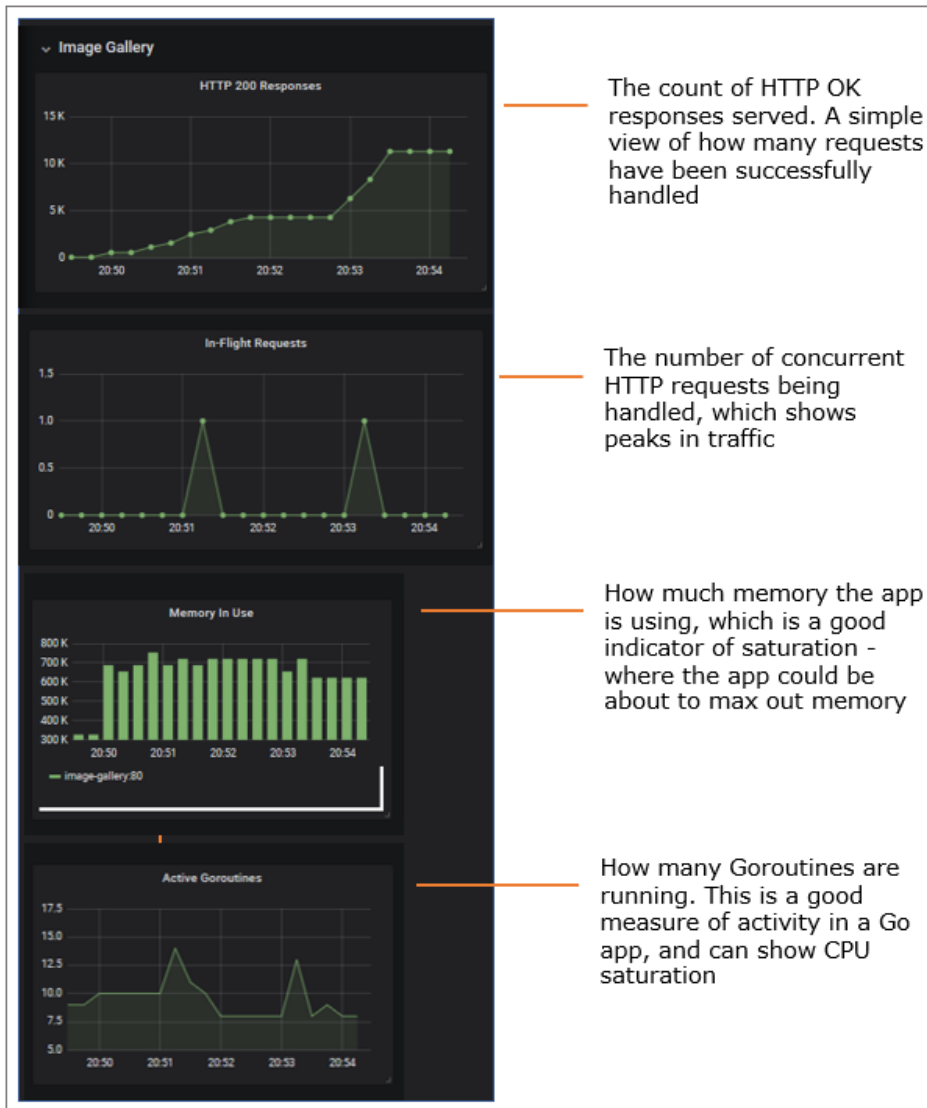 Image Gallery
HTTP 200 Responses
15 K
10 K
5 K
0
20:50 20:51 20:52 20:53 20:54
The count of HTTP OK
responses served. A simple
view of how many requests
have been successfully
handled
In-Flight Requests
1.5
1.0
0.5
0
20:50 20:51 20:52 20:53 20:54
The number of concurrent
HTTP requests being
handled, which shows
peaks in traffic
Memory In Use
800 K
700 K
600 K
500 K
400 K
300 K
20:50 20:51 20:52 20:53 20:54
image-gallery:80
How much memory the app
is using, which is a good
indicator of saturation -
where the app could be
about to max out memory
Active Goroutines
17.5
15.0
12.5
10.0
7.5
5.0
20:50 20:51 20:52 20:53 20:54
How many Goroutines are
running. This is a good
measure of activity in a Go
app, and can show CPU
saturation